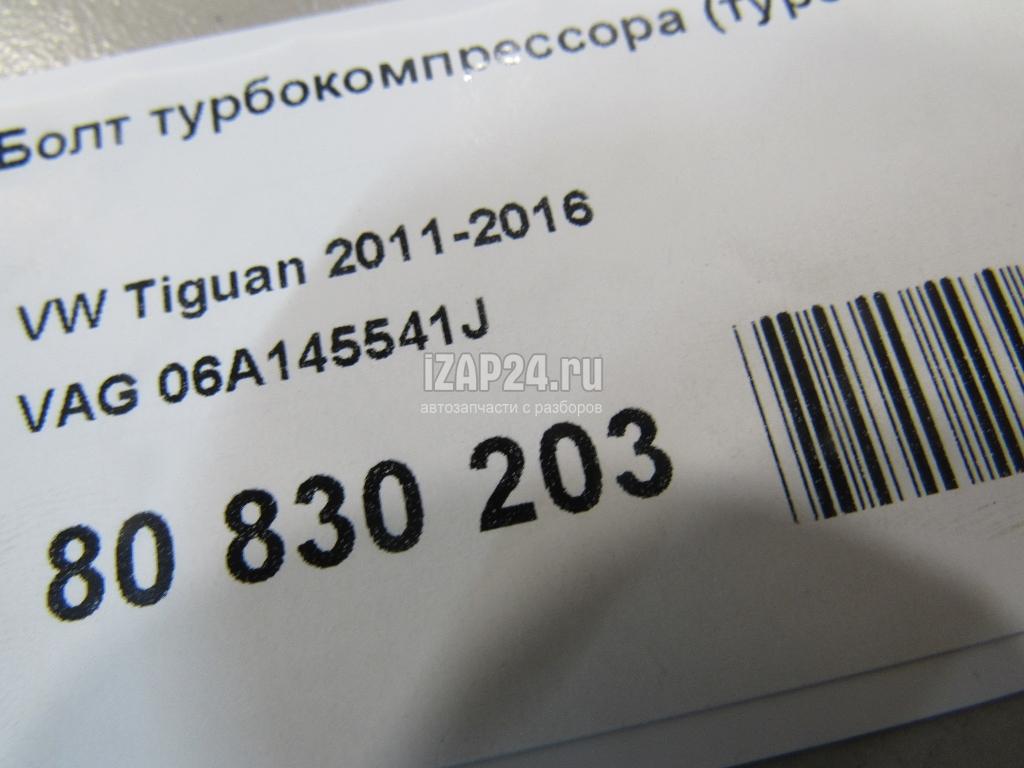 Болт турбокомпрессора
VW Tiguan 2011-2016
VAG 06A145541J
iZAP24.ru
автозапчасти с разборов
80 830 203